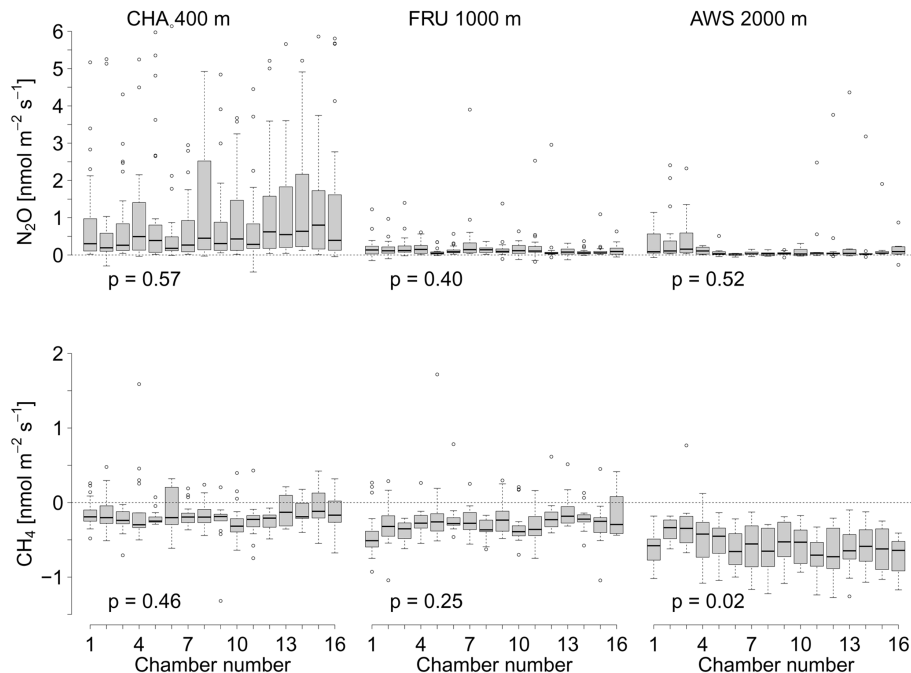 CHA 400 m FRU 1000 m AWS 2000 m
N₂O [nmol m⁻² s⁻¹]
6
5
4
3
2
1
0
p = 0.57 p = 0.40 p = 0.52
CH₄ [nmol m⁻² s⁻¹]
2
1
0
−1
p = 0.46 p = 0.25 p = 0.02
1 4 7 10 13 16 1 4 7 10 13 16 1 4 7 10 13 16
Chamber number Chamber number Chamber number